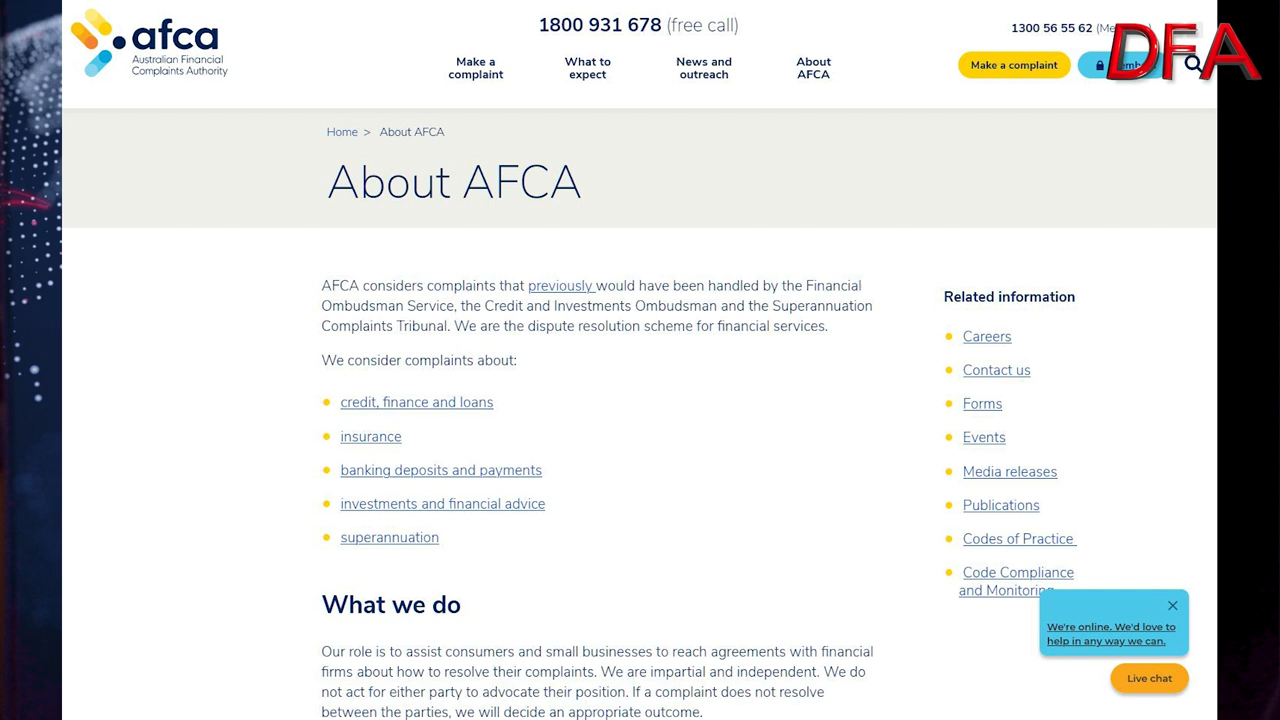 afca
Australian Financial
Complaints Authority
1800 931 678 (free call)
1300 56 55 62
DFA
Make a
complaint
What to
expect
News and
outreach
About
AFCA
Make a complaint
Home > About AFCA
About AFCA
AFCA considers complaints that previously would have been handled by the Financial
Ombudsman Service, the Credit and Investments Ombudsman and the Superannuation
Complaints Tribunal. We are the dispute resolution scheme for financial services.
We consider complaints about:
credit, finance and loans
insurance
banking deposits and payments
investments and financial advice
superannuation
What we do
Our role is to assist consumers and small businesses to reach agreements with financial
firms about how to resolve their complaints. We are impartial and independent. We do
not act for either party to advocate their position. If a complaint does not resolve
between the parties, we will decide an appropriate outcome.
Related information
Careers
Contact us
Forms
Events
Media releases
Publications
Codes of Practice
Code Compliance
and Monitoring
We're online. We'd love to
help in any way we can.
Live chat